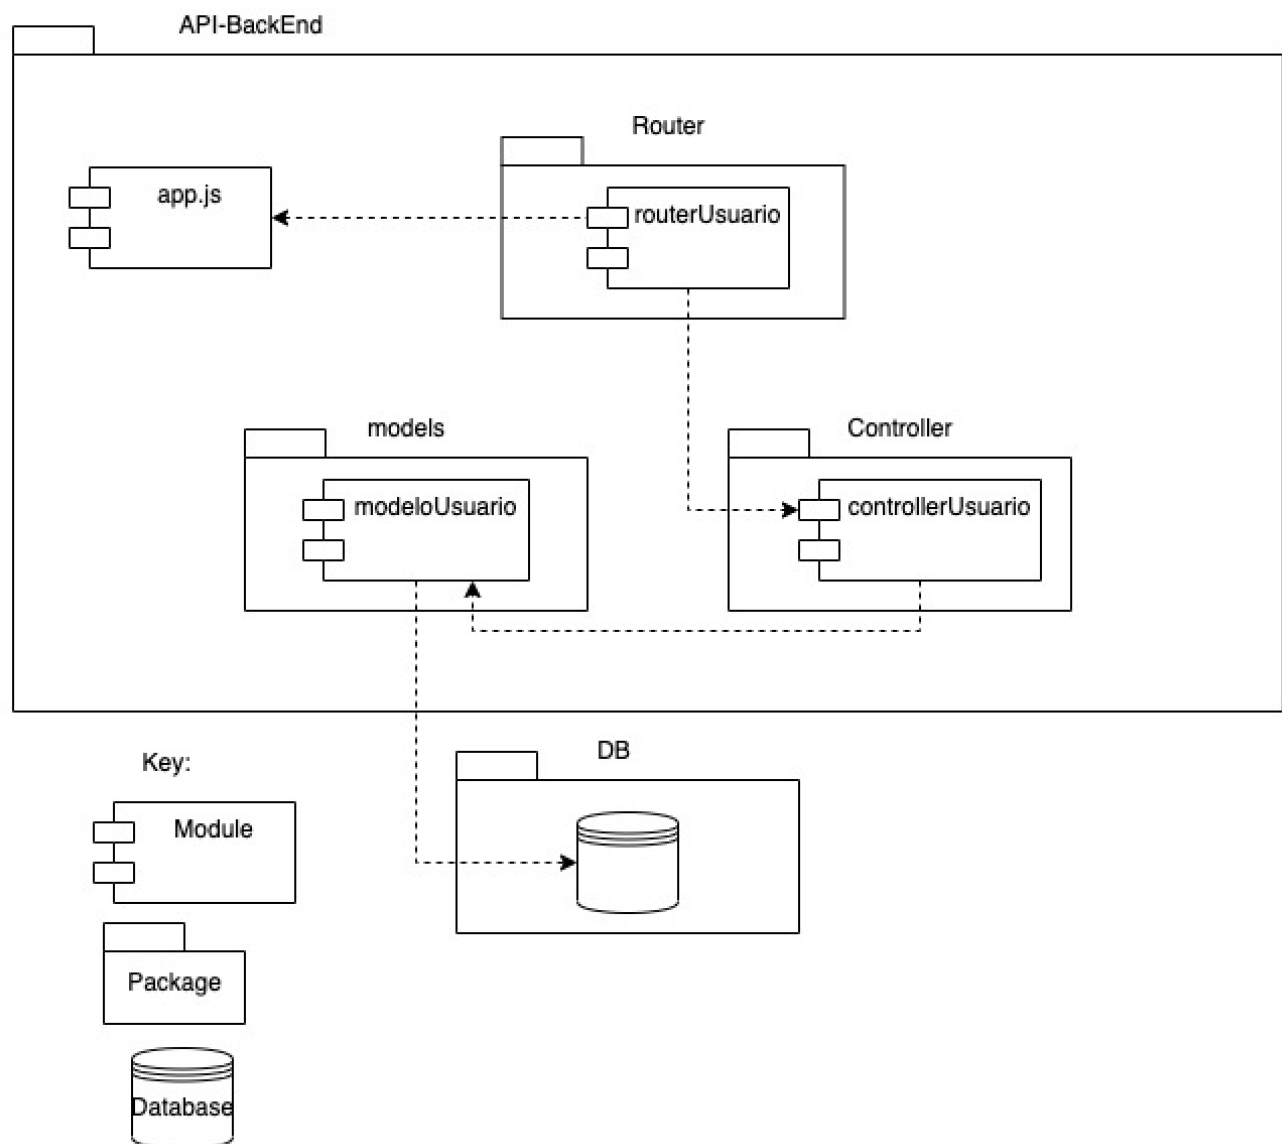 API-BackEnd
Router
app.js
routerUsuario
models
Controller
modeloUsuario
controllerUsuario
DB
Key:
Module
Package
Database